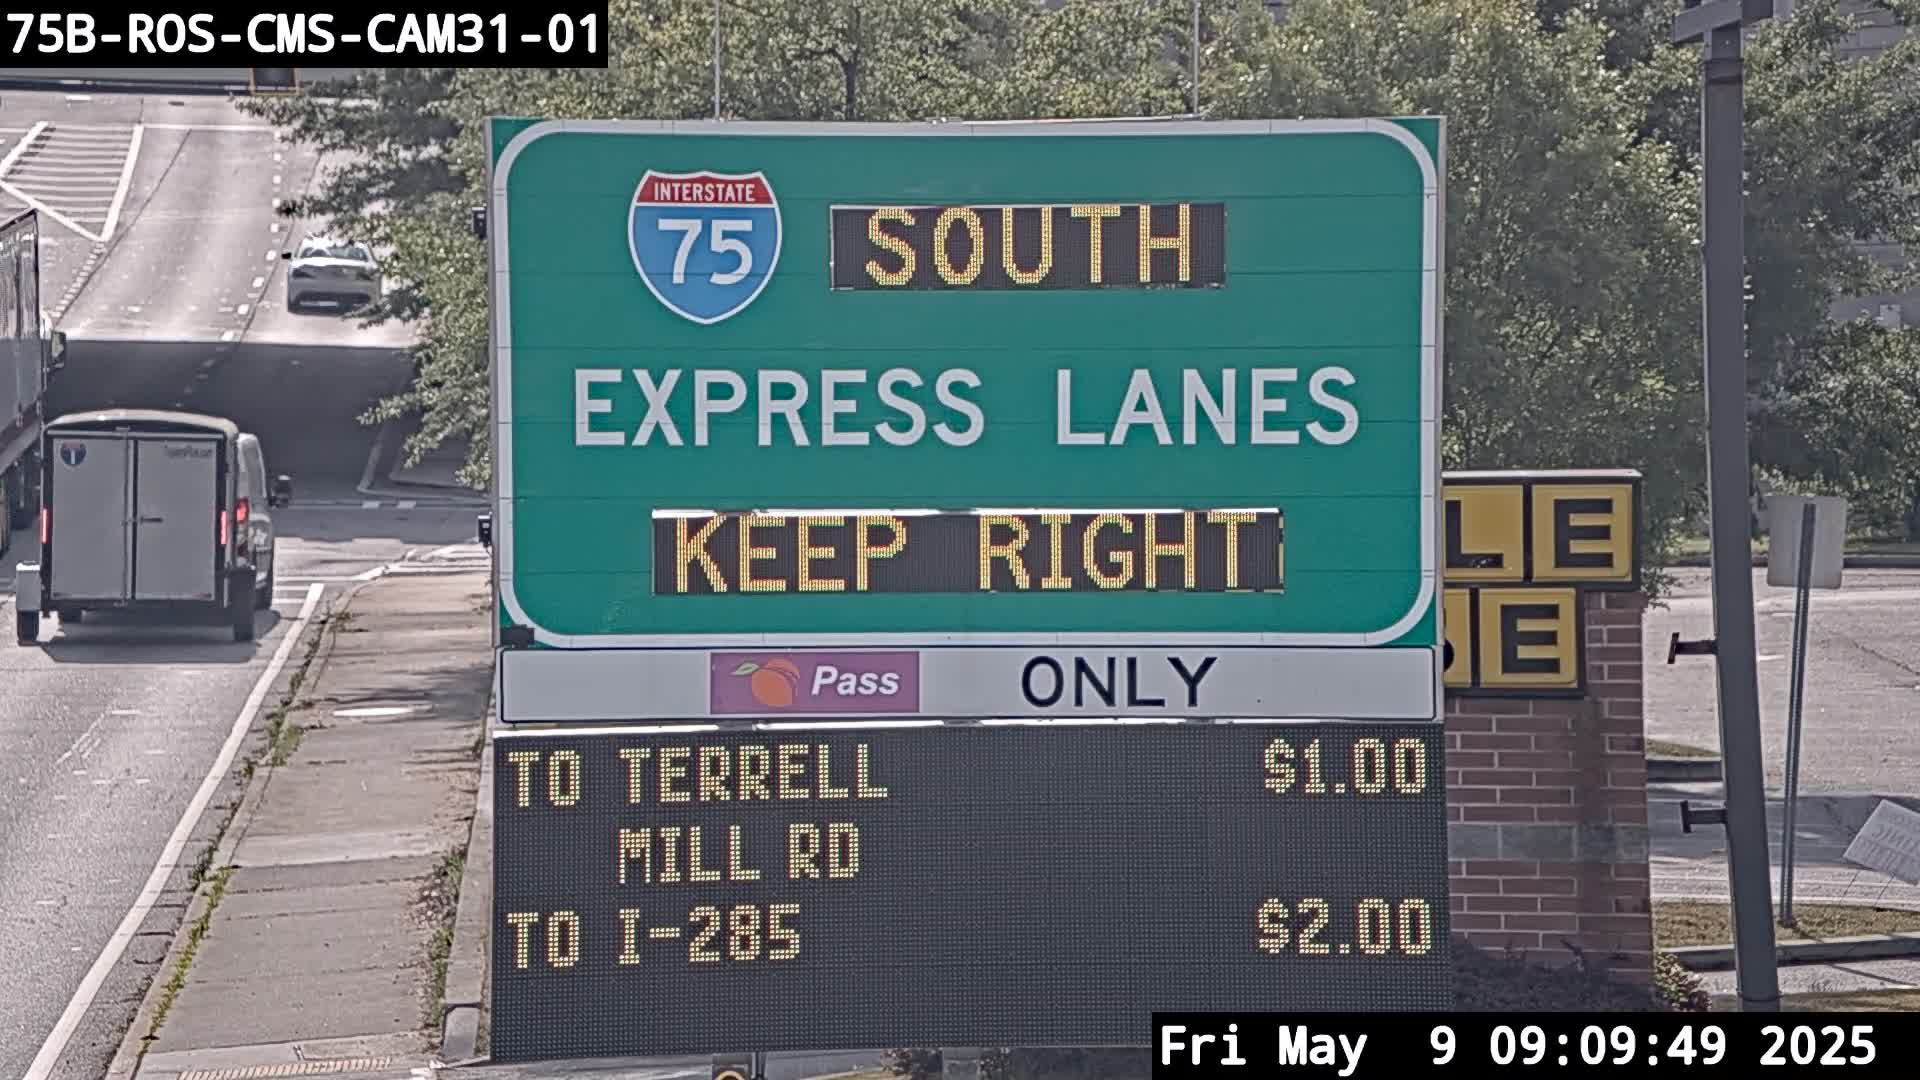 75B-ROS-CMS-CAM31-01
INTERSTATE
75
SOUTH
EXPRESS LANES
KEEP RIGHT
Pass ONLY
TO TERRELL $1.00
MILL RD
TO I-285 $2.00
LE
E
Fri May 9 09:09:49 2025